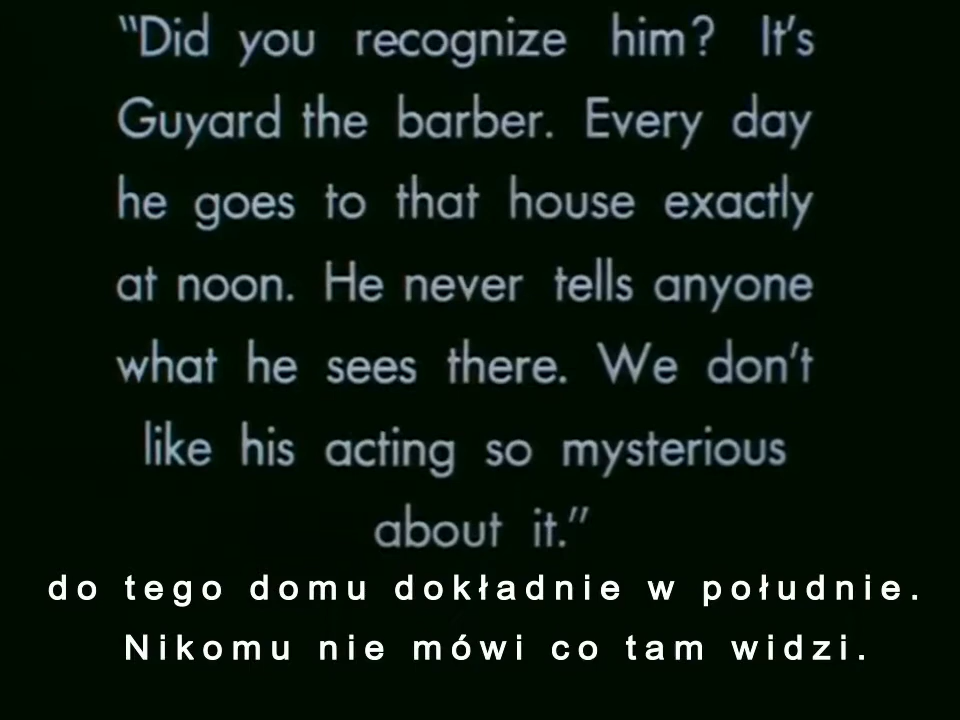 “Did you recognize him? It’s
Guyard the barber. Every day
he goes to that house exactly
at noon. He never tells anyone
what he sees there. We don’t
like his acting so mysterious
about it.”
do tego domu dokładnie w południe.
Nikomu nie mówi co tam widzi.